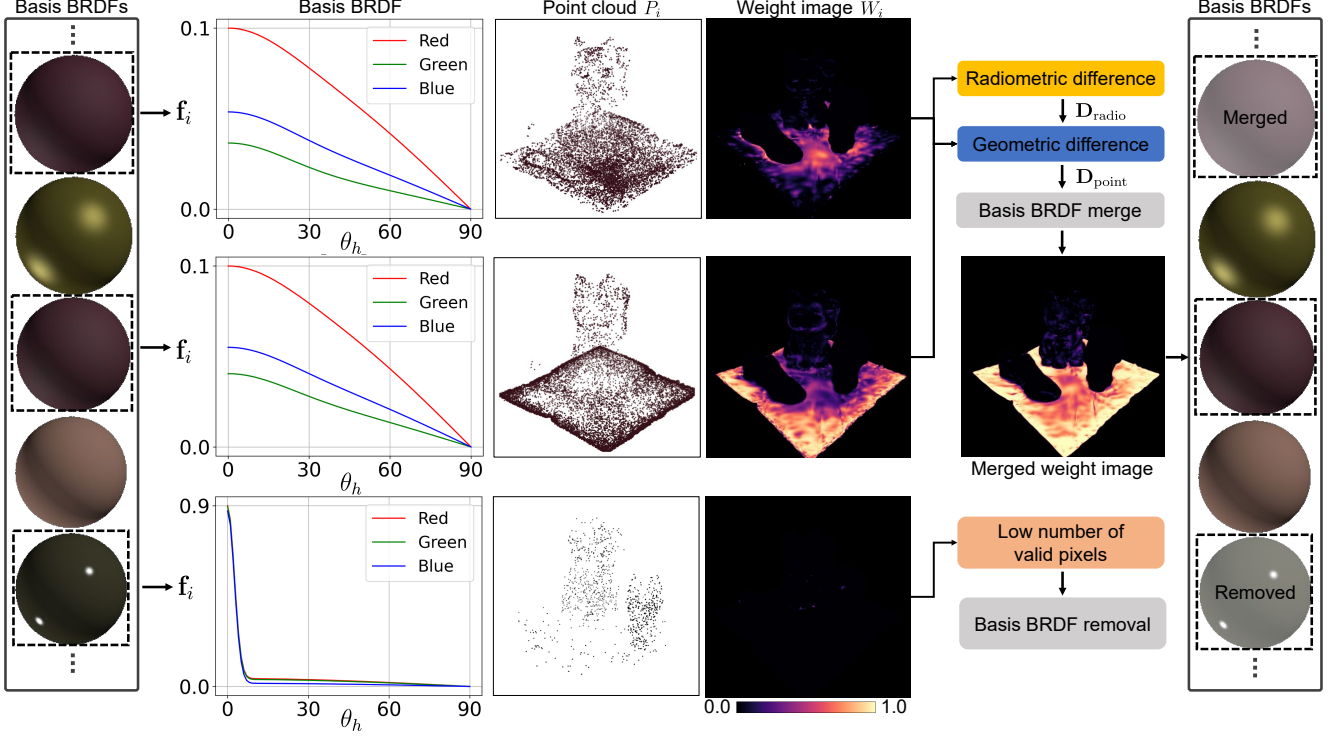 Basis BRDFs
Basis BRDF
Point cloud P_i
Weight image W_i
Basis BRDFs
f_i
0.1
0.0
0 30 60 90
θ_h
Red
Green
Blue
Radiometric difference
D_radio
Geometric difference
D_point
Basis BRDF merge
Merged
f_i
0.1
0.0
0 30 60 90
θ_h
Red
Green
Blue
Merged weight image
f_i
0.9
0.0
0 30 60 90
θ_h
Red
Green
Blue
0.0 1.0
Low number of
valid pixels
Basis BRDF removal
Removed